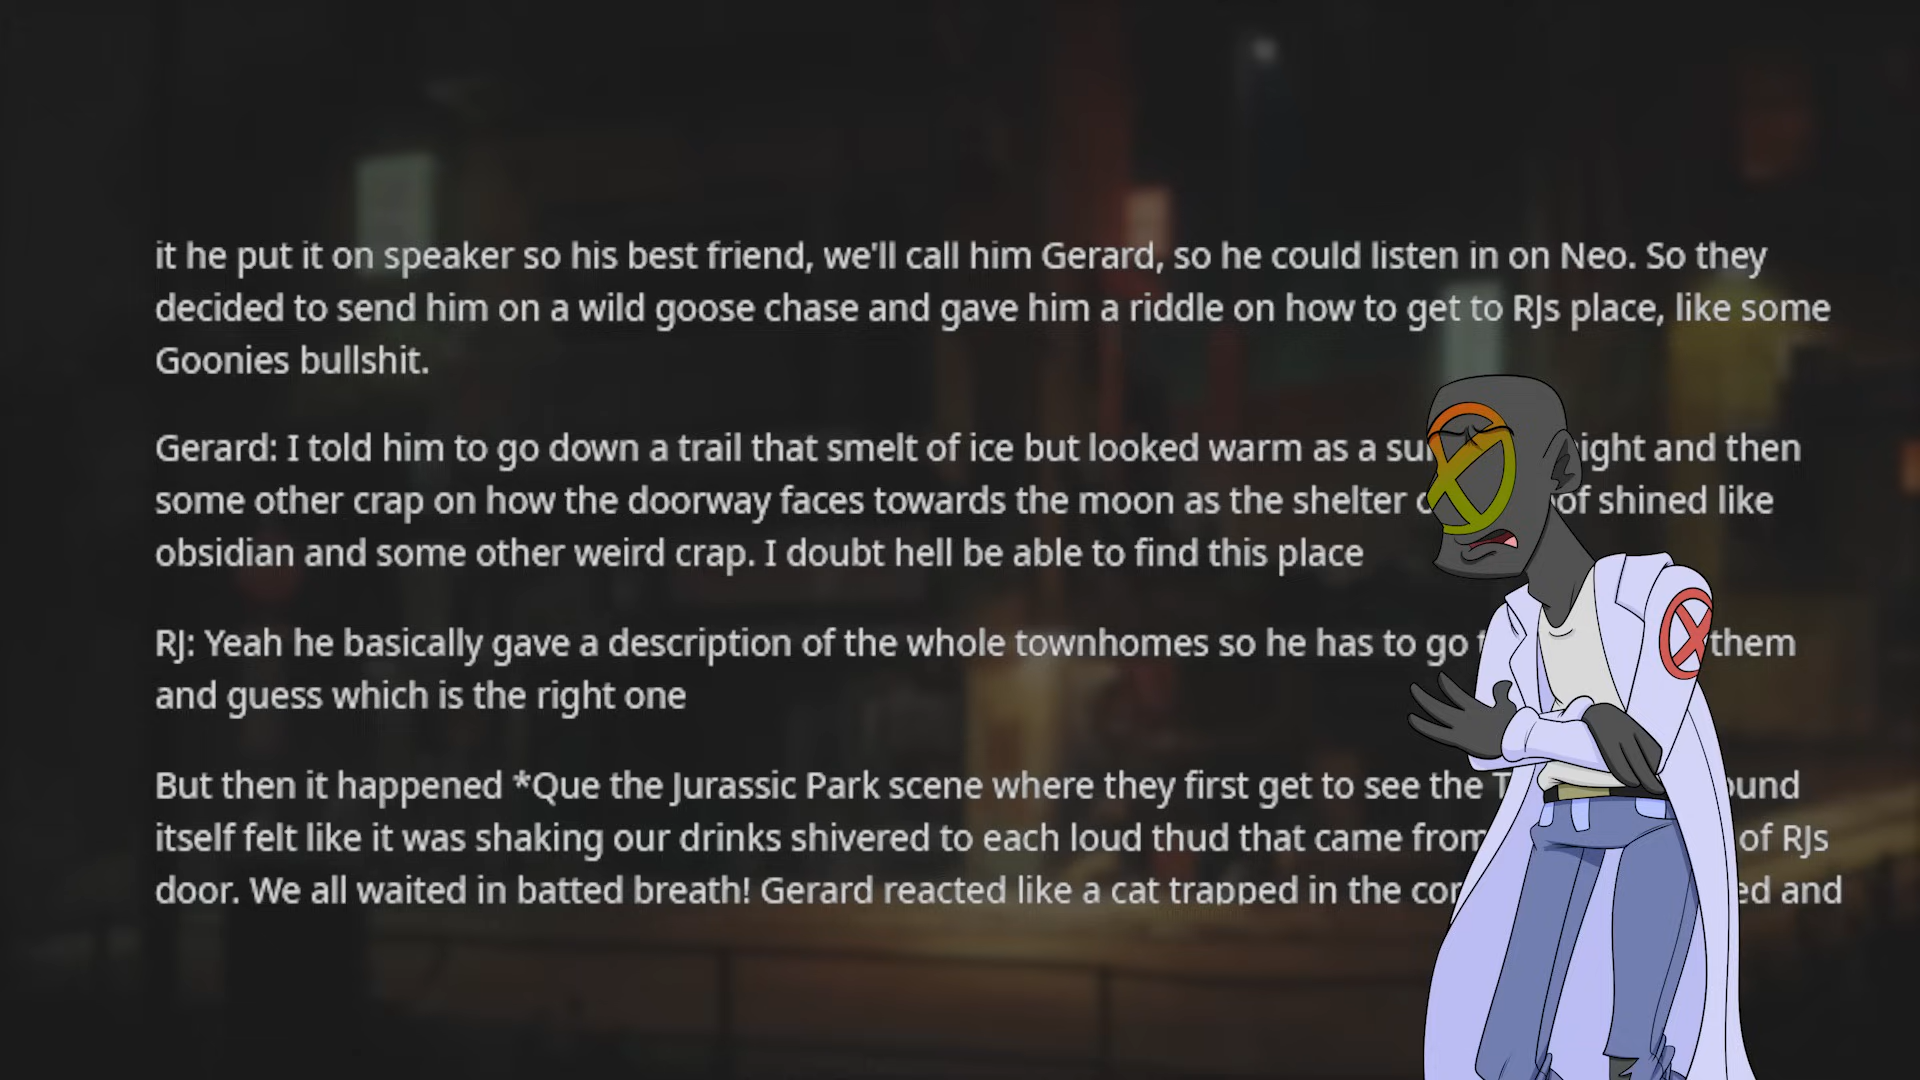 it he put it on speaker so his best friend, we'll call him Gerard, so he could listen in on Neo. So they
decided to send him on a wild goose chase and gave him a riddle on how to get to RJs place, like some
Goonies bullshit.
Gerard: I told him to go down a trail that smelt of ice but looked warm as a and then
some other crap on how the doorway faces towards the moon as the shelter shined like
obsidian and some other weird crap. I doubt hell be able to find this place
RJ: Yeah he basically gave a description of the whole townhomes so he has to go them
and guess which is the right one
But then it happened *Que the Jurassic Park scene where they first get to see the
itself felt like it was shaking our drinks shivered to each loud thud that came from of RJs
door. We all waited in batted breath! Gerard reacted like a cat trapped in the and